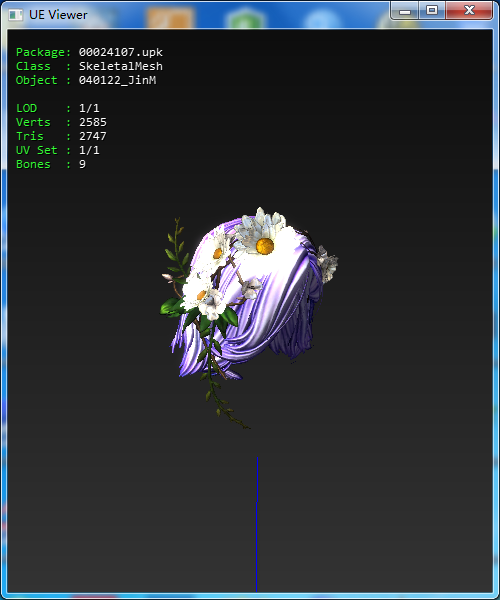 UE Viewer
Package: 00024107.upk
Class : SkeletalMesh
Object : 040122_JinM
LOD : 1/1
Verts : 2585
Tris : 2747
UV Set : 1/1
Bones : 9